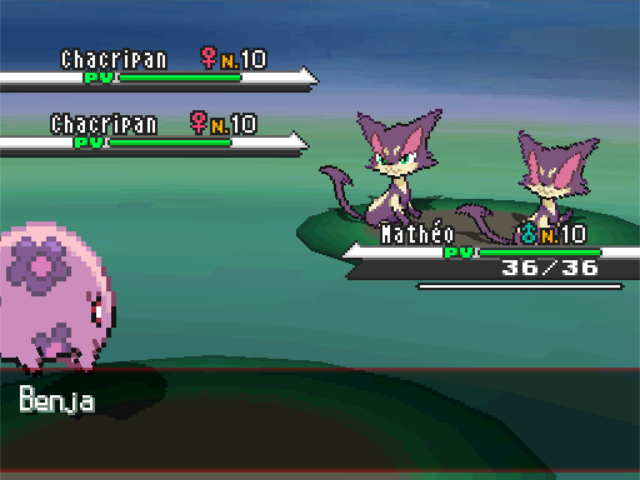 Chacripan ♀ N.10
PV
Chacripan ♀ N.10
PV
Mathéo ♂ N.10
PV
36/36
Benja